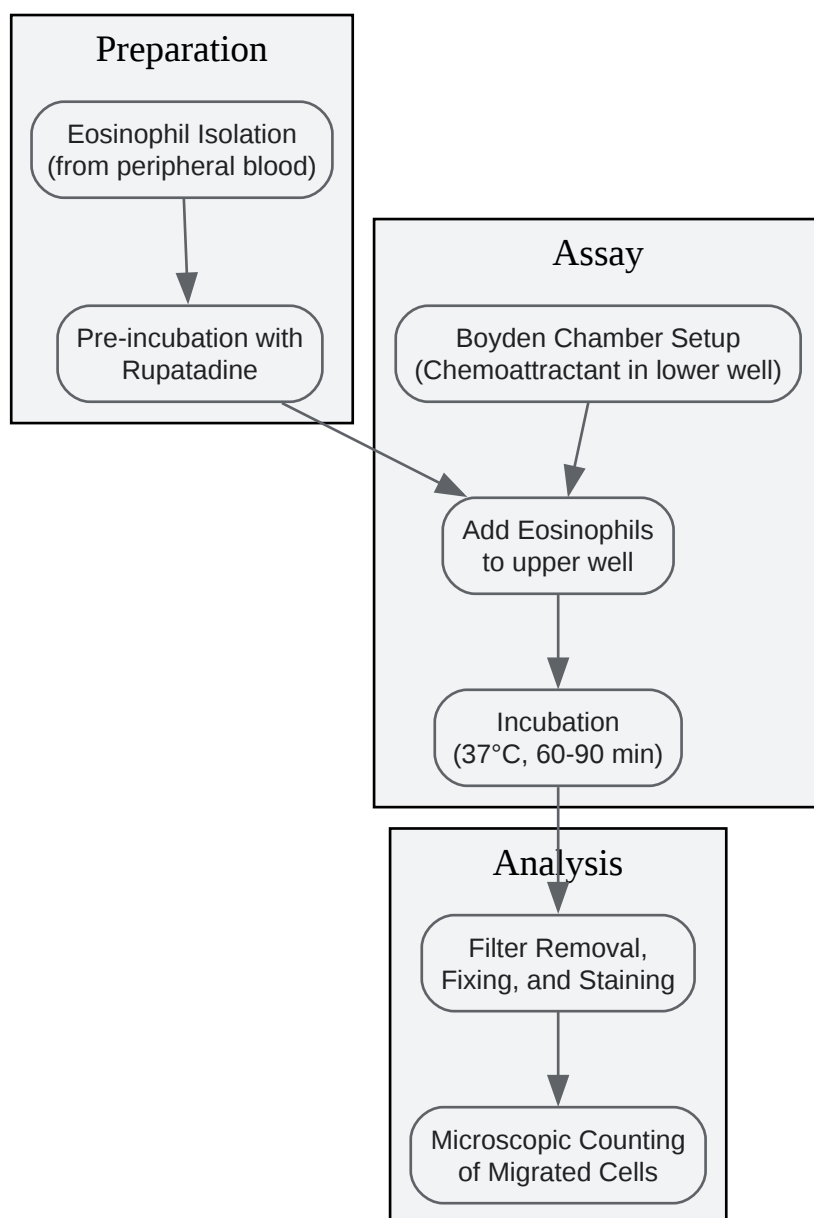 Preparation
Eosinophil Isolation
(from peripheral blood)
Pre-incubation with
Rupatadine
Assay
Boyden Chamber Setup
(Chemoattractant in lower well)
Add Eosinophils
to upper well
Incubation
(37°C, 60-90 min)
Analysis
Filter Removal,
Fixing, and Staining
Microscopic Counting
of Migrated Cells